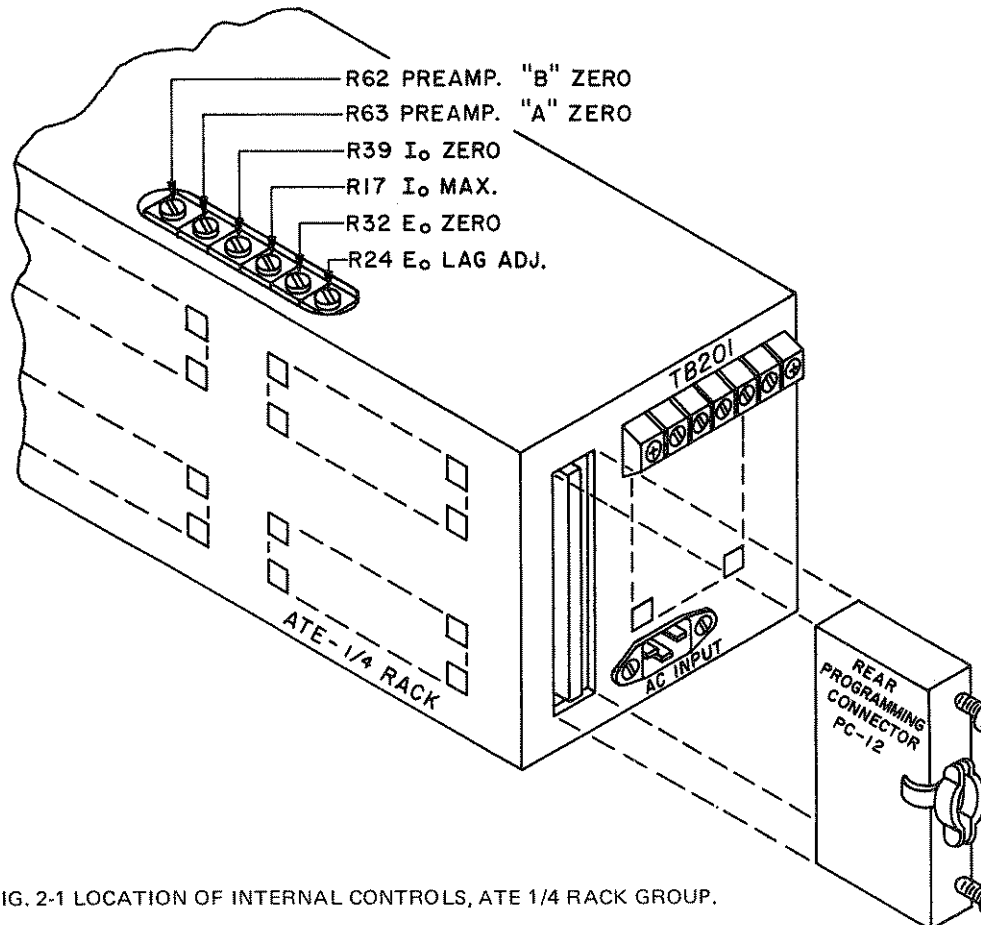 R62 PREAMP. "B" ZERO
R63 PREAMP. "A" ZERO
R39 Iₒ ZERO
R17 Iₒ MAX.
R32 Eₒ ZERO
R24 Eₒ LAG ADJ.
TB201
ATE-1/4 RACK
AC INPUT
REAR
PROGRAMMING
CONNECTOR
PC-12
IG. 2-1 LOCATION OF INTERNAL CONTROLS, ATE 1/4 RACK GROUP.